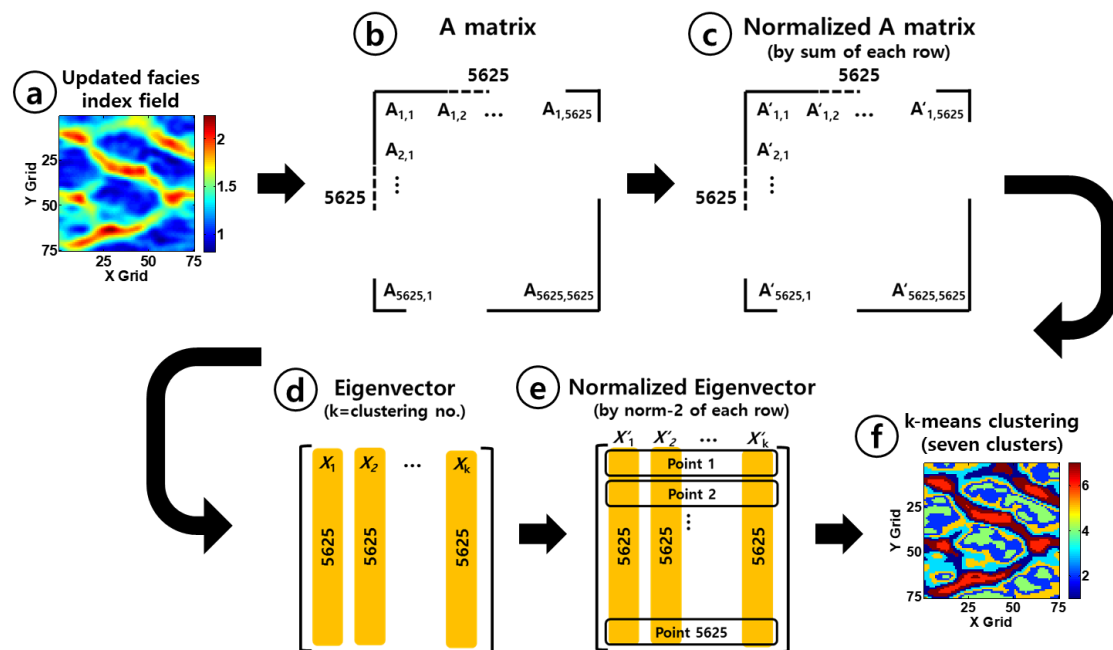 a
Updated facies
index field
2
1.5
1
Y Grid
25
50
75
25
50
75
X Grid
b
A matrix
5625
5625
A1,1 A1,2 ... A1,5625
A2,1
⋮
A5625,1 A5625,5625
c
Normalized A matrix
(by sum of each row)
5625
5625
A'1,1 A'1,2 ... A'1,5625
A'2,1
⋮
A'5625,1 A'5625,5625
d
Eigenvector
(k=clustering no.)
X1 X2 ... Xk
5625 5625 5625
e
Normalized Eigenvector
(by norm-2 of each row)
X'1 X'2 ... X'k
Point 1
Point 2
⋮
5625 5625 5625
Point 5625
f
k-means clustering
(seven clusters)
6
4
2
Y Grid
25
50
75
25
50
75
X Grid